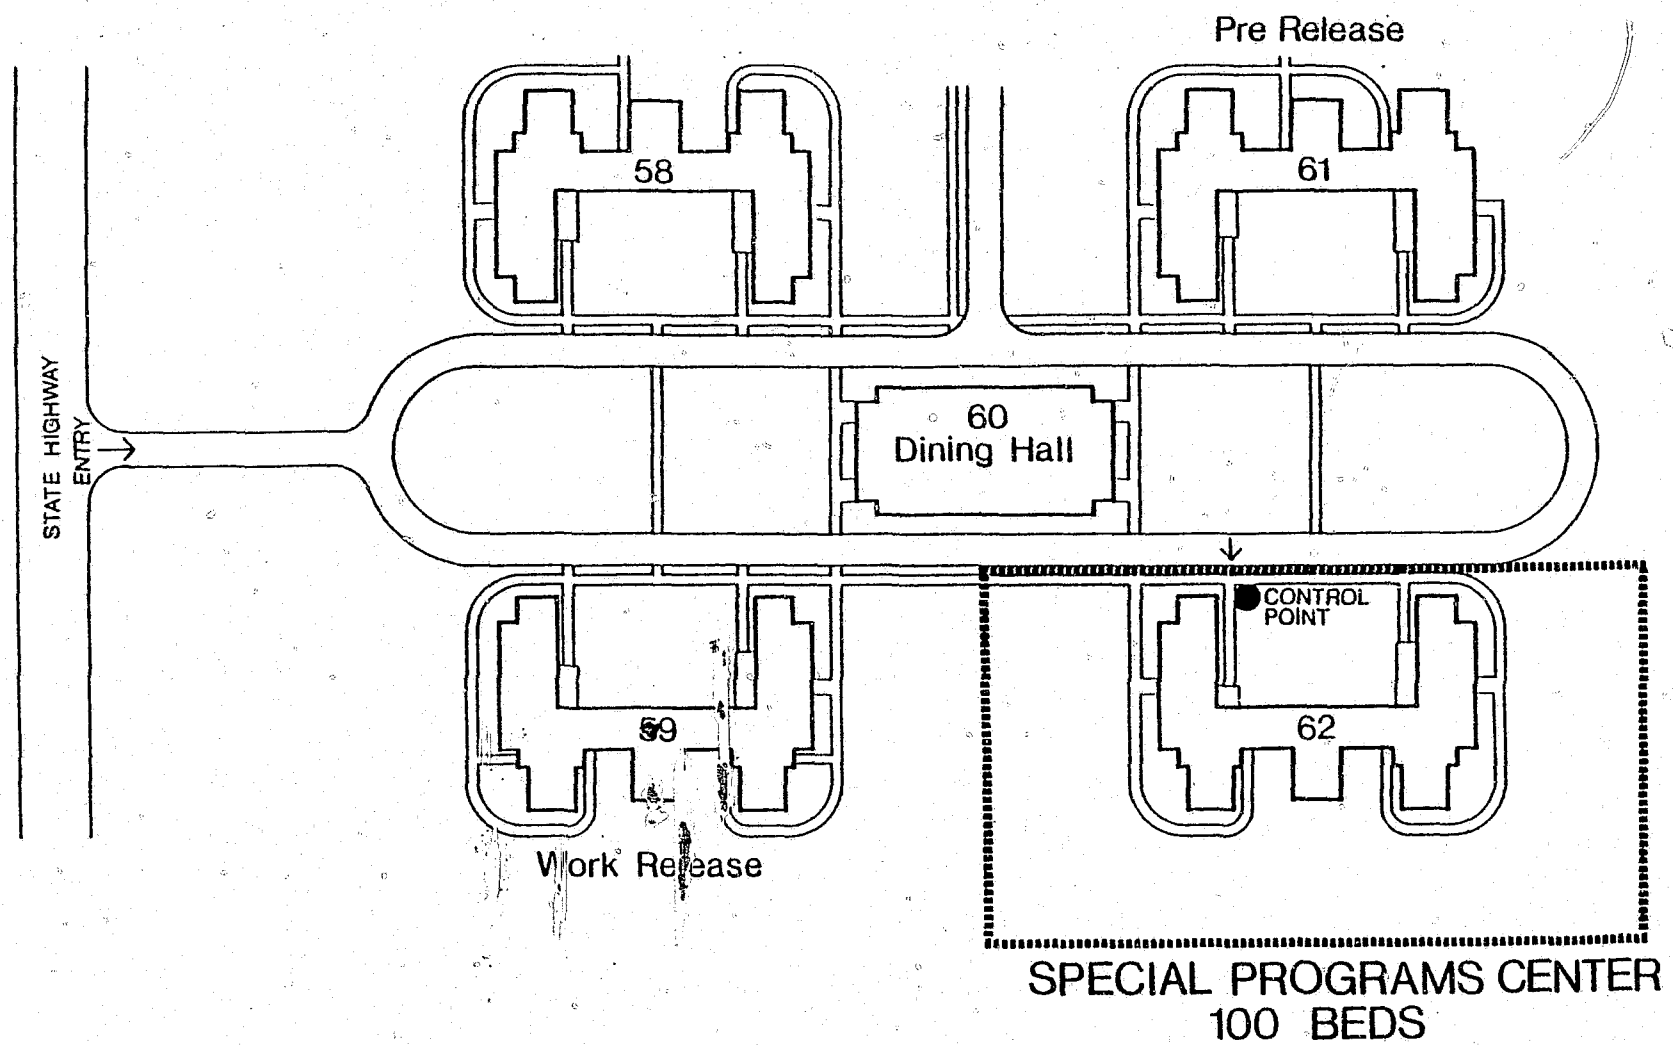 Pre Release
58
61
STATE HIGHWAY
ENTRY
60
Dining Hall
CONTROL
POINT
59
62
Work Release
SPECIAL PROGRAMS CENTER
100 BEDS